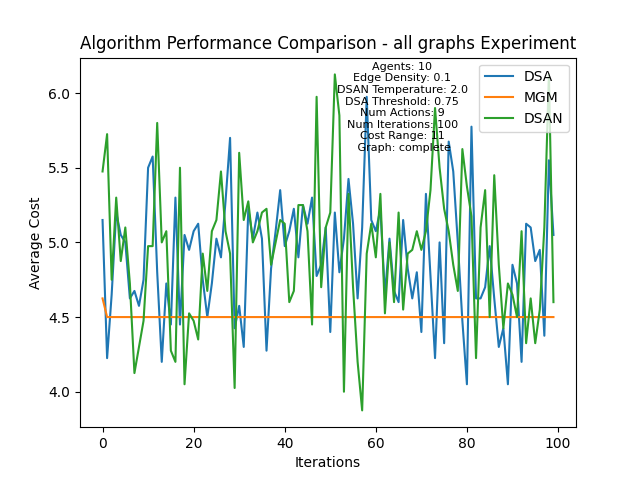 Algorithm Performance Comparison - all graphs Experiment
Agents: 10
Edge Density: 0.1
DSAN Temperature: 2.0
DSA Threshold: 0.75
Num Actions: 9
Num Iterations: 100
Cost Range: 11
Graph: complete
DSA
MGM
DSAN
6.0
5.5
5.0
4.5
4.0
Average Cost
0
20
40
60
80
100
Iterations